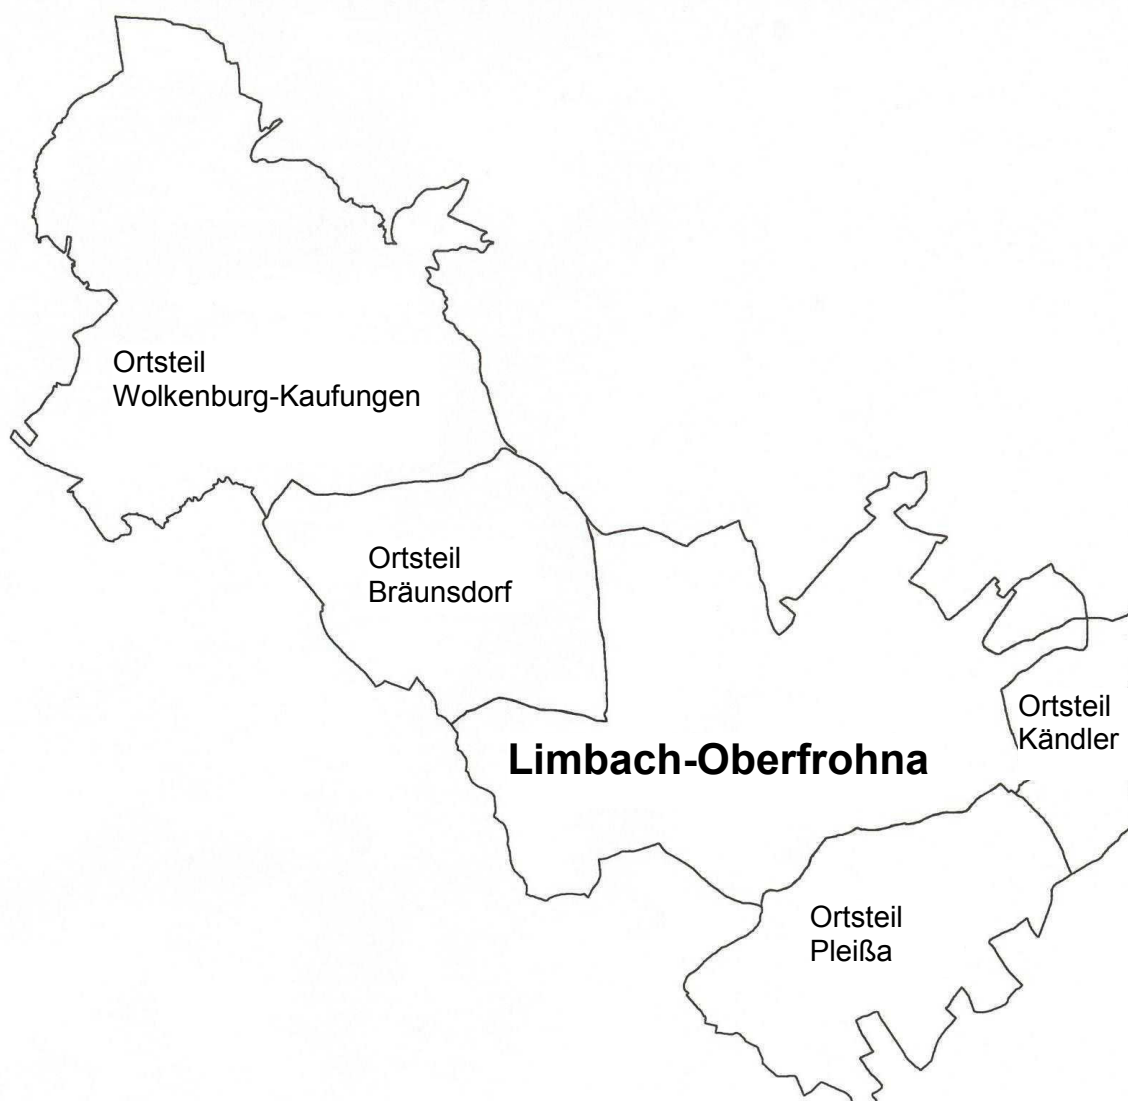 Ortsteil
Wolkenburg-Kaufungen
Ortsteil
Bräunsdorf
Ortsteil
Kändler
Limbach-Oberfrohna
Ortsteil
Pleißa